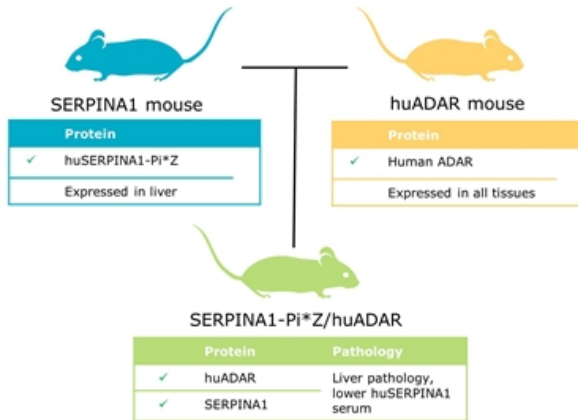 SERPINA1 mouse
Protein
✓ huSERPINA1-Pi*Z
Expressed in liver
huADAR mouse
Protein
✓ Human ADAR
Expressed in all tissues
SERPINA1-Pi*Z/huADAR
Protein Pathology
✓ huADAR
✓ SERPINA1
Liver pathology,
lower huSERPINA1
serum